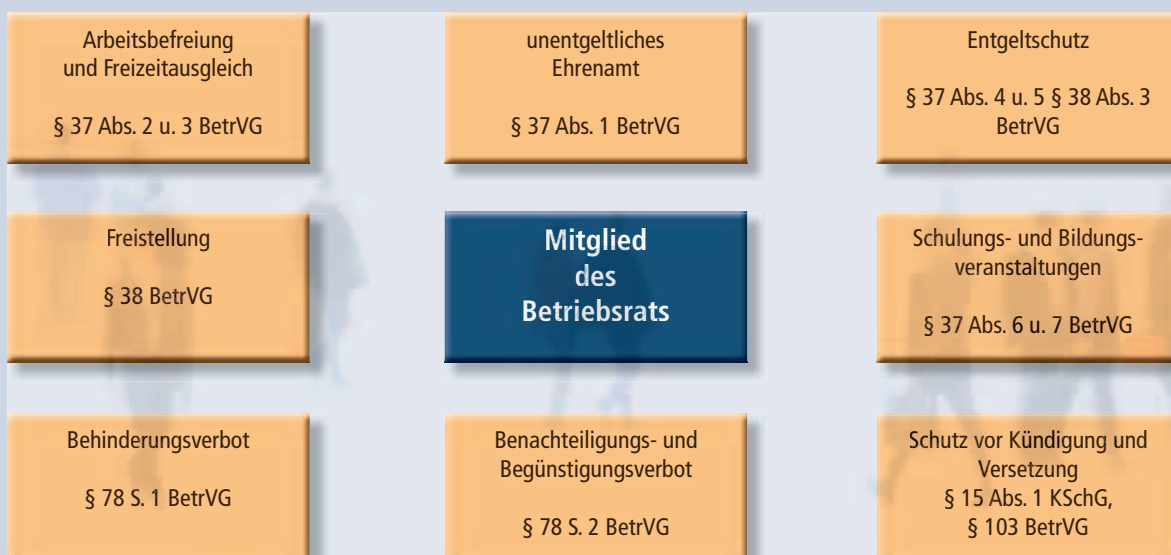 Arbeitsbefreiung
und Freizeitausgleich
§ 37 Abs. 2 u. 3 BetrVG
unentgeltliches
Ehrenamt
§ 37 Abs. 1 BetrVG
Entgeltschutz
§ 37 Abs. 4 u. 5 § 38 Abs. 3
BetrVG
Freistellung
§ 38 BetrVG
Mitglied
des
Betriebsrats
Schulungs- und Bildungs-
veranstaltungen
§ 37 Abs. 6 u. 7 BetrVG
Behinderungsverbot
§ 78 S. 1 BetrVG
Benachteiligungs- und
Begünstigungsverbot
§ 78 S. 2 BetrVG
Schutz vor Kündigung und
Versetzung
§ 15 Abs. 1 KSchG,
§ 103 BetrVG